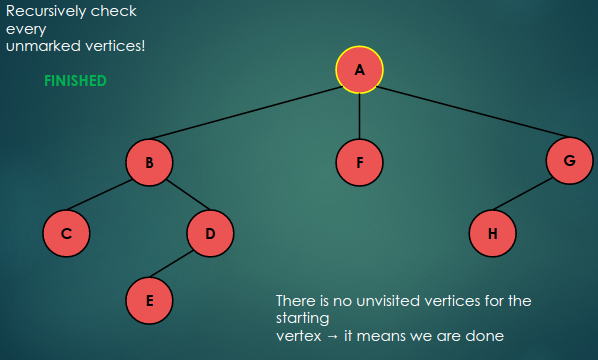 Recursively check
every
unmarked vertices!
FINISHED
A
B
F
G
C
D
H
E
There is no unvisited vertices for the
starting
vertex → it means we are done